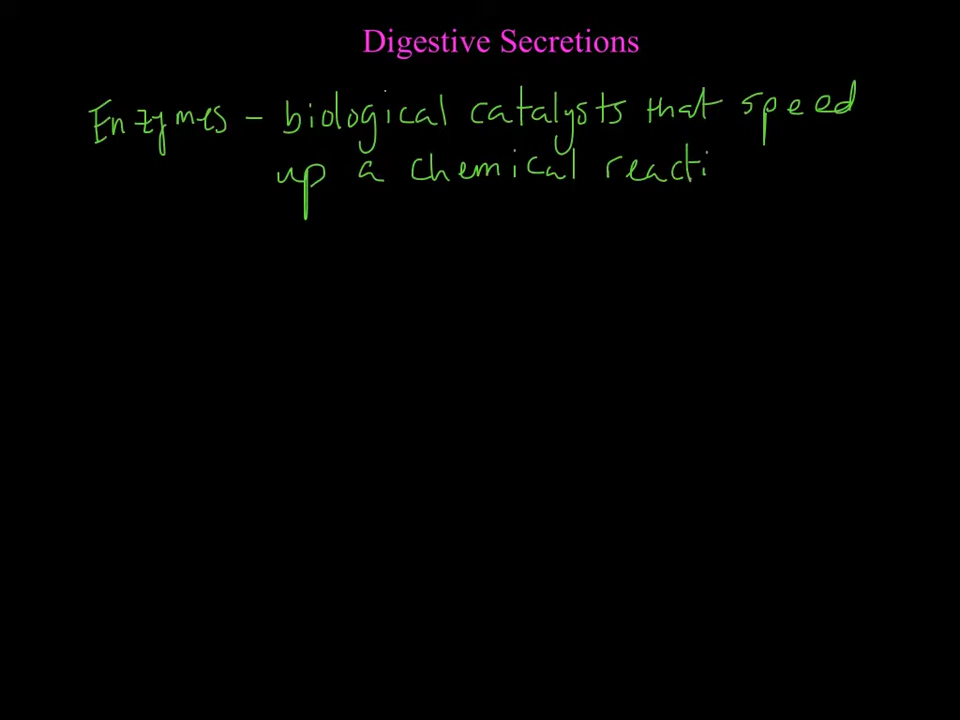 Digestive Secretions
Enzymes - biological catalysts that speed
up a chemical reacti